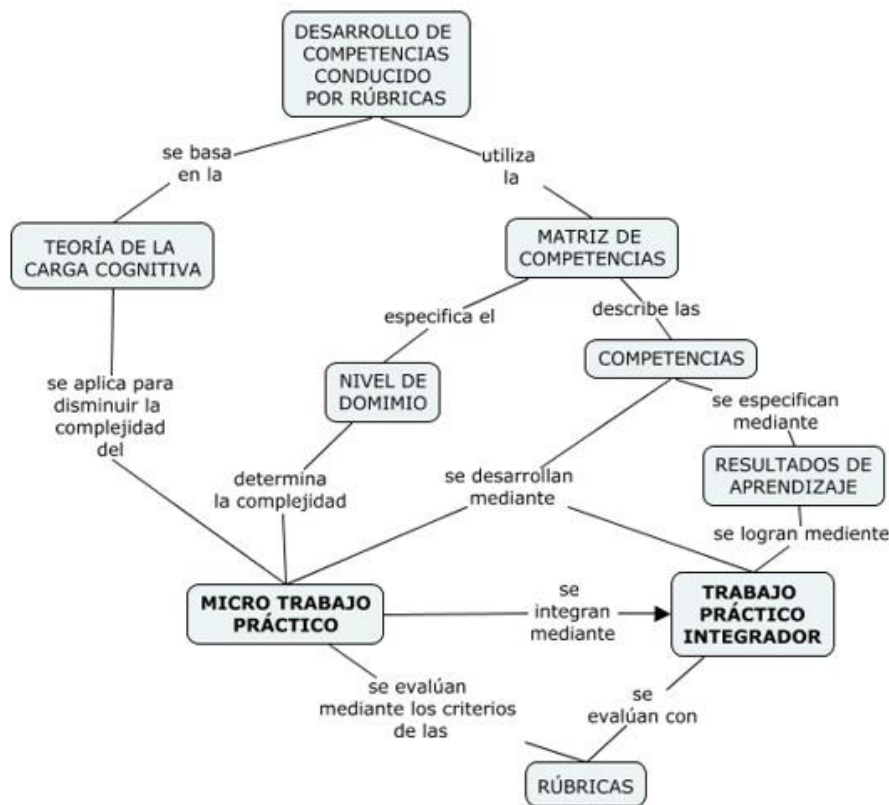 DESARROLLO DE
COMPETENCIAS
CONDUCIDO
POR RÚBRICAS
se basa
en la
utiliza
la
TEORÍA DE LA
CARGA COGNITIVA
MATRIZ DE
COMPETENCIAS
especifica el
describe las
NIVEL DE
DOMIMIO
COMPETENCIAS
se aplica para
disminuir la
complejidad
del
se especifican
mediante
determina
la complejidad
se desarrollan
mediante
RESULTADOS DE
APRENDIZAJE
se logran mediente
MICRO TRABAJO
PRÁCTICO
se
integran
mediante
TRABAJO
PRÁCTICO
INTEGRADOR
se evalúan
mediante los criterios
de las
se
evalúan con
RÚBRICAS